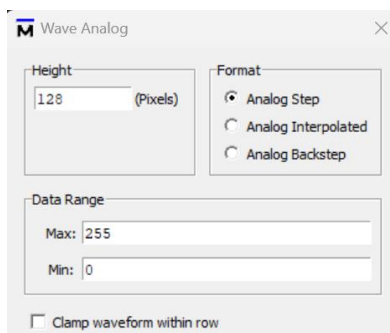 M Wave Analog
Height
128 (Pixels)
Format
Analog Step
Analog Interpolated
Analog Backstep
Data Range
Max: 255
Min: 0
Clamp waveform within row